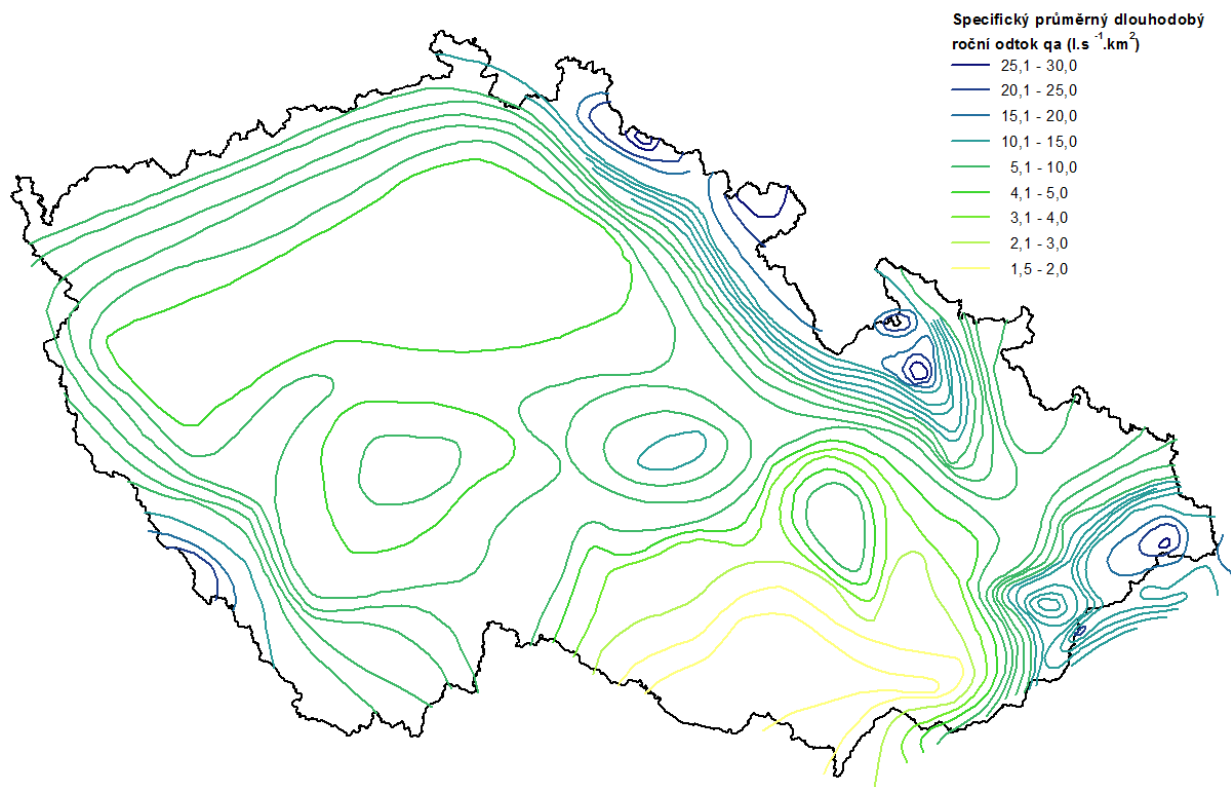 Specifický průměrný dlouhodobý
roční odtok qa (l.s ⁻¹.km²)
25,1 - 30,0
20,1 - 25,0
15,1 - 20,0
10,1 - 15,0
5,1 - 10,0
4,1 - 5,0
3,1 - 4,0
2,1 - 3,0
1,5 - 2,0